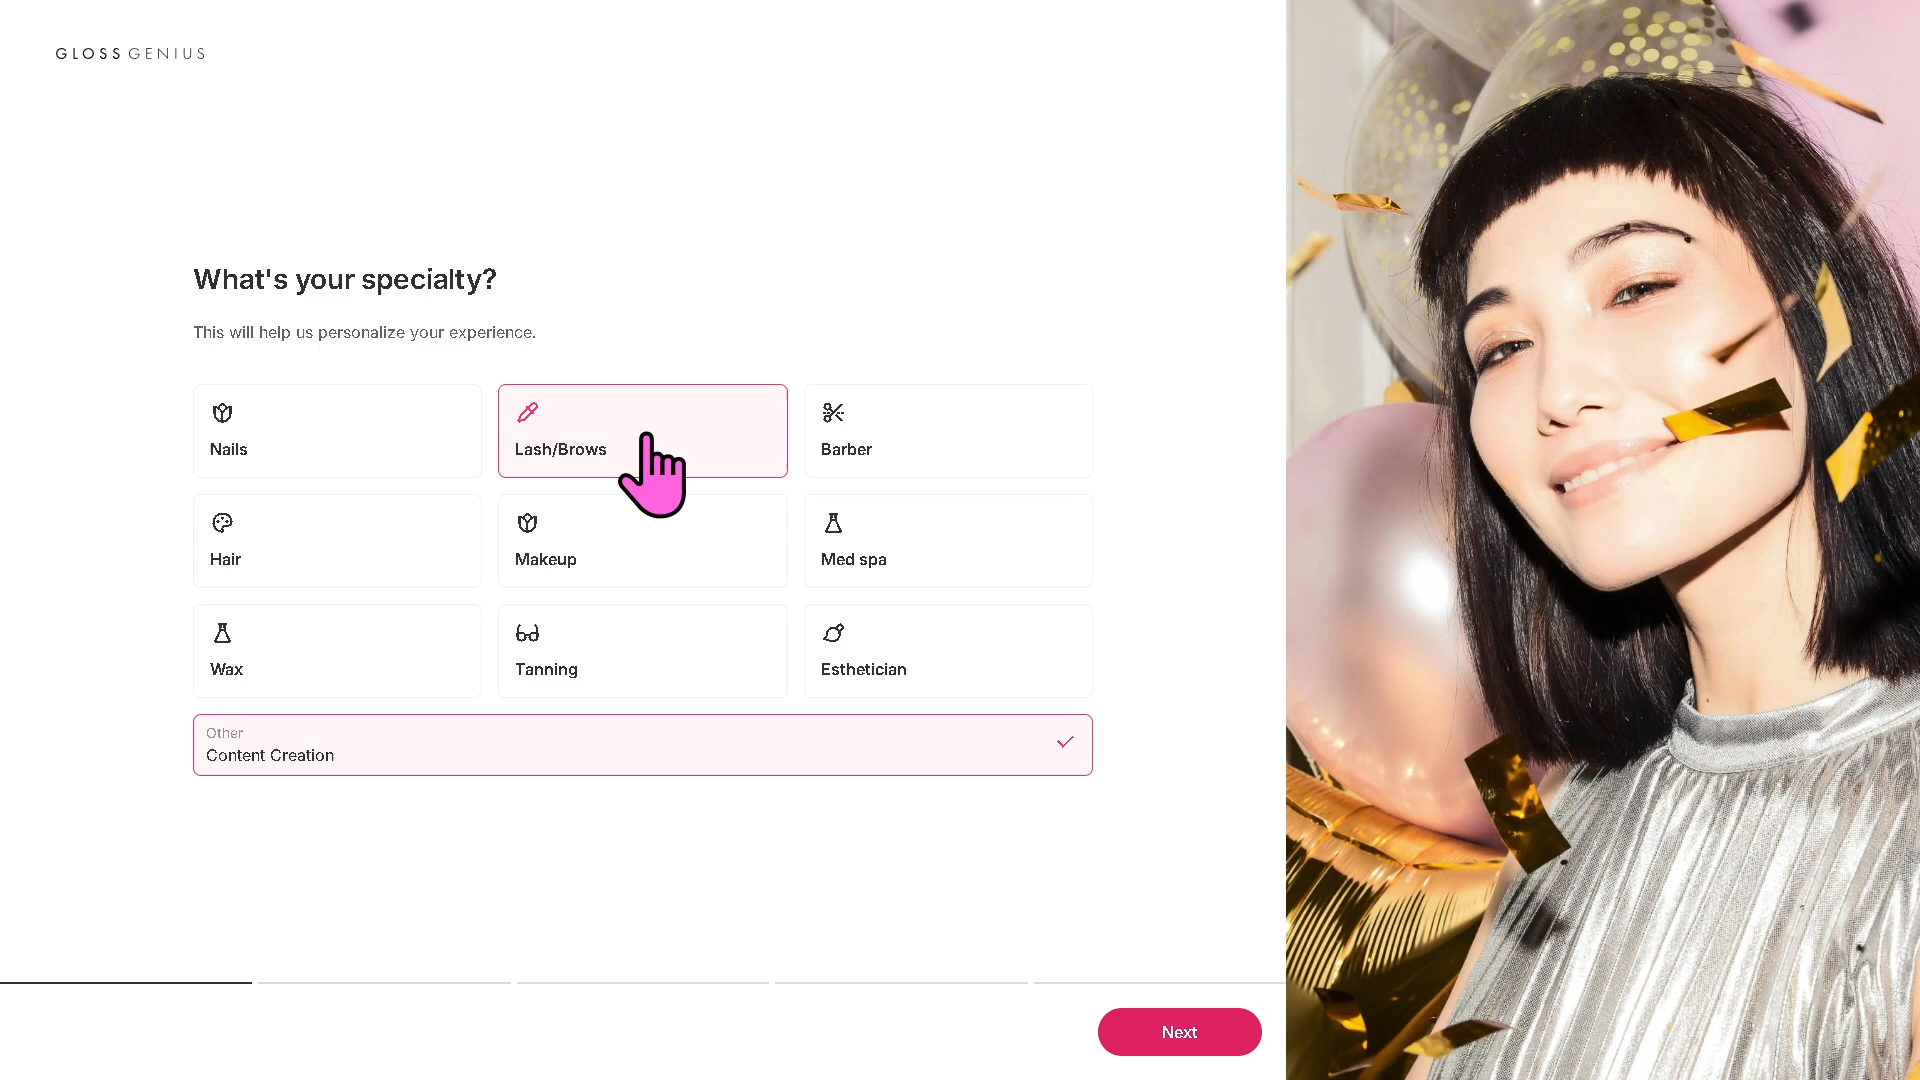 GLOSS GENIUS
What's your specialty?
This will help us personalize your experience.
Nails
Lash/Brows
Barber
Hair
Makeup
Med spa
Wax
Tanning
Esthetician
Other
Content Creation
Next